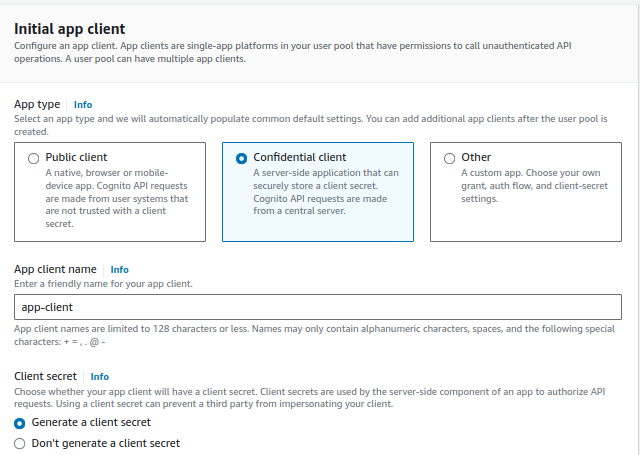 Initial app client
Configure an app client. App clients are single-app platforms in your user pool that have permissions to call unauthenticated API
operations. A user pool can have multiple app clients.
App type Info
Select an app type and we will automatically populate common default settings. You can add additional app clients after the user pool is
created.
Public client
A native, browser or mobile-
device app. Cognito API requests
are made from user systems that
are not trusted with a client
secret.
Confidential client
A server-side application that can
securely store a client secret.
Cognito API requests are made
from a central server.
Other
A custom app. Choose your own
grant, auth flow, and client-secret
settings.
App client name Info
Enter a friendly name for your app client.
app-client
App client names are limited to 128 characters or less. Names may only contain alphanumeric characters, spaces, and the following special
characters: + = , . @ -
Client secret Info
Choose whether your app client will have a client secret. Client secrets are used by the server-side component of an app to authorize API
requests. Using a client secret can prevent a third party from impersonating your client.
Generate a client secret
Don't generate a client secret